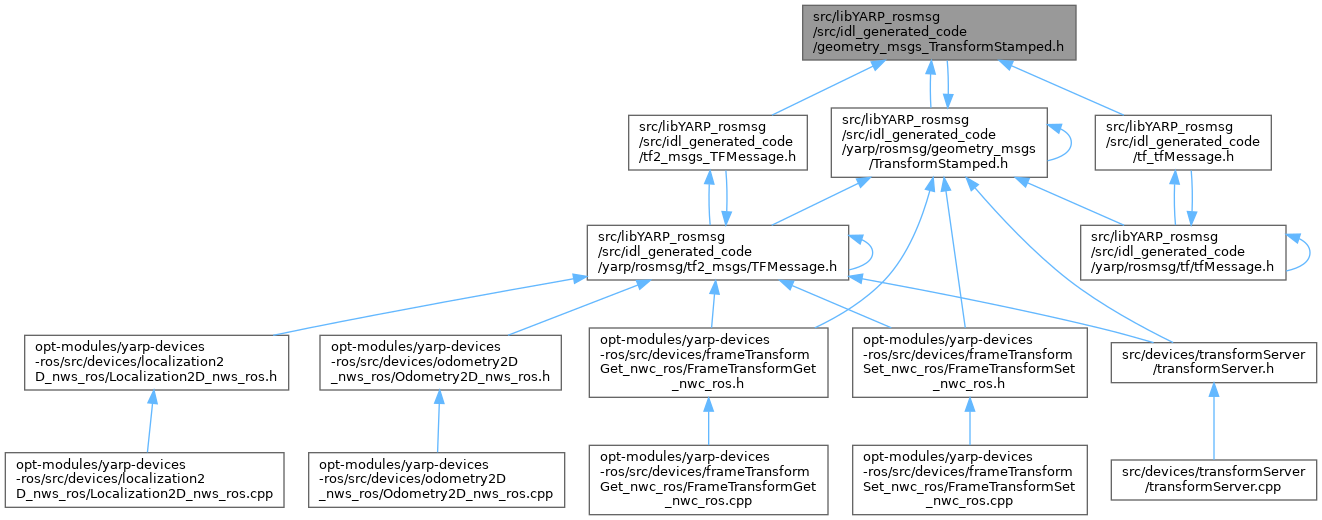 src/libYARP_rosmsg
/src/idl_generated_code
/geometry_msgs_TransformStamped.h
src/libYARP_rosmsg
/src/idl_generated_code
/tf2_msgs_TFMessage.h
src/libYARP_rosmsg
/src/idl_generated_code
/yarp/rosmsg/geometry_msgs
/TransformStamped.h
src/libYARP_rosmsg
/src/idl_generated_code
/tf_tfMessage.h
src/libYARP_rosmsg
/src/idl_generated_code
/yarp/rosmsg/tf2_msgs/TFMessage.h
src/libYARP_rosmsg
/src/idl_generated_code
/yarp/rosmsg/tf/tfMessage.h
opt-modules/yarp-devices
-ros/src/devices/localization2
D_nws_ros/Localization2D_nws_ros.h
opt-modules/yarp-devices
-ros/src/devices/odometry2D
_nws_ros/Odometry2D_nws_ros.h
opt-modules/yarp-devices
-ros/src/devices/frameTransform
Get_nwc_ros/FrameTransformGet
_nwc_ros.h
opt-modules/yarp-devices
-ros/src/devices/frameTransform
Set_nwc_ros/FrameTransformSet
_nwc_ros.h
src/devices/transformServer
/transformServer.h
opt-modules/yarp-devices
-ros/src/devices/localization2
D_nws_ros/Localization2D_nws_ros.cpp
opt-modules/yarp-devices
-ros/src/devices/odometry2D
_nws_ros/Odometry2D_nws_ros.cpp
opt-modules/yarp-devices
-ros/src/devices/frameTransform
Get_nwc_ros/FrameTransformGet
_nwc_ros.cpp
opt-modules/yarp-devices
-ros/src/devices/frameTransform
Set_nwc_ros/FrameTransformSet
_nwc_ros.cpp
src/devices/transformServer
/transformServer.cpp